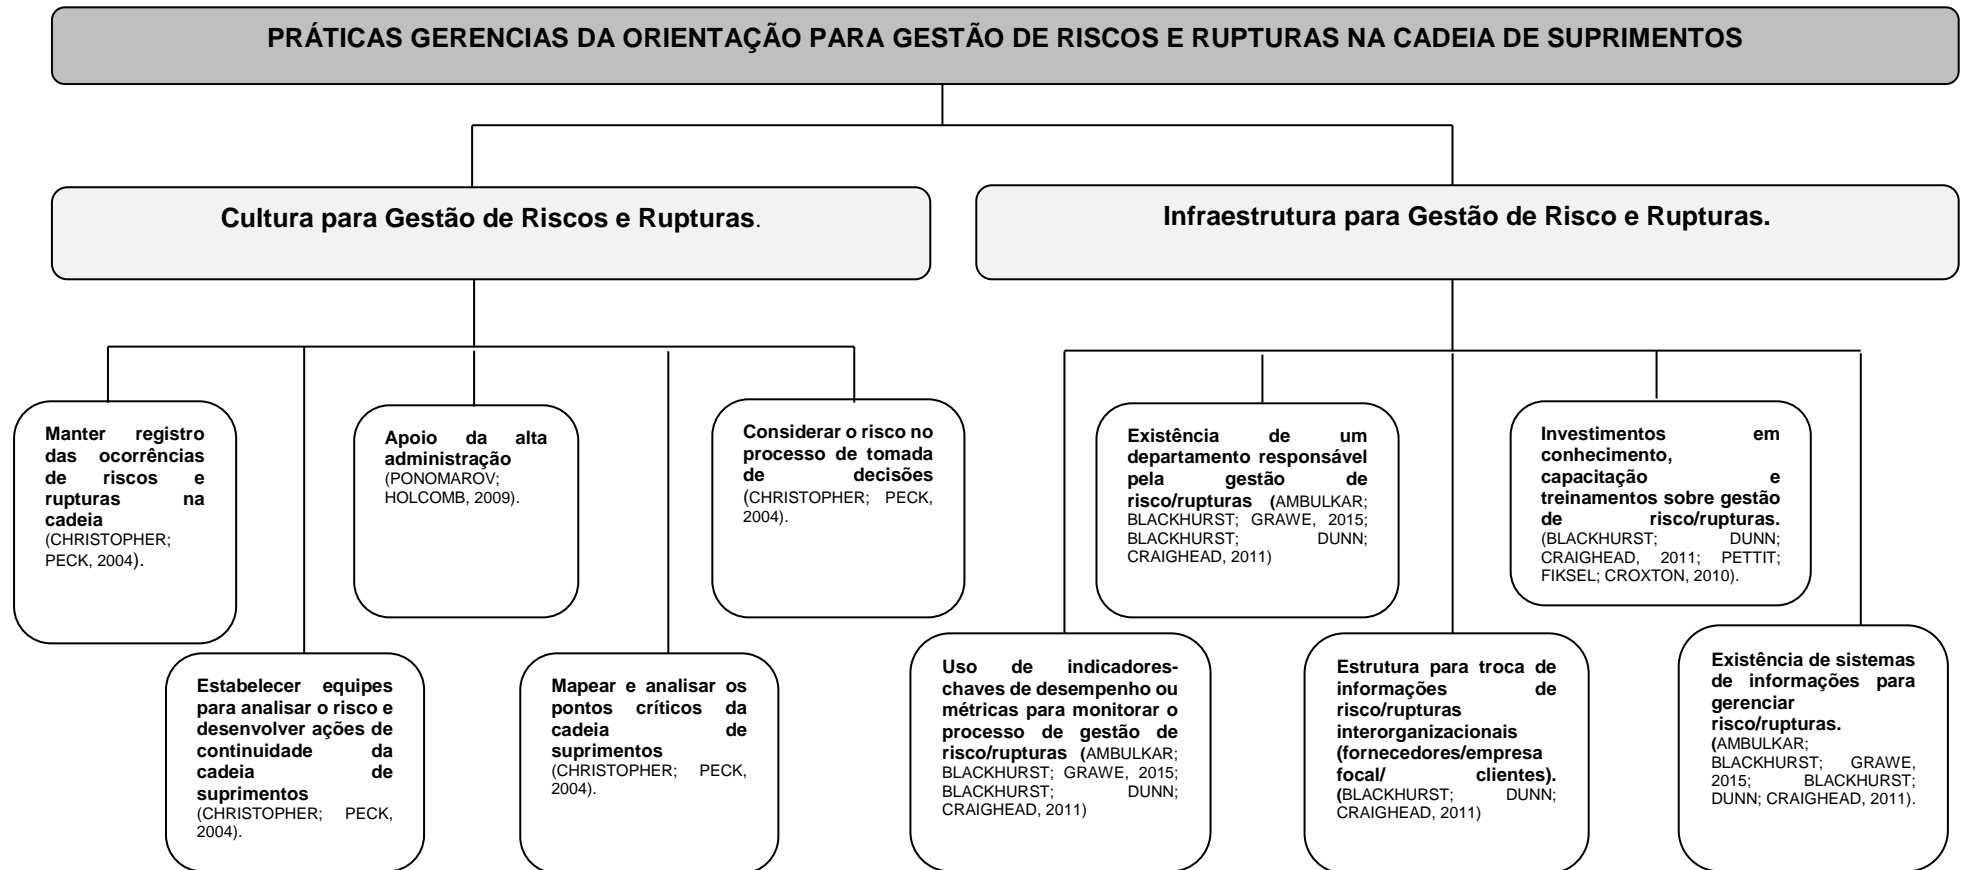 PRÁTICAS GERENCIAS DA ORIENTAÇÃO PARA GESTÃO DE RISCOS E RUPTURAS NA CADEIA DE SUPRIMENTOS
Cultura para Gestão de Riscos e Rupturas.
Infraestrutura para Gestão de Risco e Rupturas.
Manter registro
das ocorrências
de riscos e
rupturas na
cadeia
(CHRISTOPHER;
PECK, 2004).
Apoio da alta
administração
(PONOMAROV;
HOLCOMB, 2009).
Considerar o risco no
processo de tomada
de decisões
(CHRISTOPHER; PECK,
2004).
Existência de um
departamento responsável
pela gestão de
risco/rupturas (AMBULKAR;
BLACKHURST; GRAWE, 2015;
BLACKHURST; DUNN;
CRAIGHEAD, 2011)
Investimentos em
conhecimento,
capacitação e
treinamentos sobre gestão
de risco/rupturas.
(BLACKHURST; DUNN;
CRAIGHEAD, 2011; PETTIT;
FIKSEL; CROXTON, 2010).
Estabelecer equipes
para analisar o risco e
desenvolver ações de
continuidade da
cadeia de
suprimentos
(CHRISTOPHER; PECK,
2004).
Mapear e analisar os
pontos críticos da
cadeia de
suprimentos
(CHRISTOPHER; PECK,
2004).
Uso de indicadores-
chaves de desempenho ou
métricas para monitorar o
processo de gestão de
risco/rupturas (AMBULKAR;
BLACKHURST; GRAWE, 2015;
BLACKHURST; DUNN;
CRAIGHEAD, 2011)
Estrutura para troca de
informações de
risco/rupturas
interorganizacionais
(fornecedores/empresa
focal/ clientes).
(BLACKHURST; DUNN;
CRAIGHEAD, 2011)
Existência de sistemas
de informações para
gerenciar
risco/rupturas.
(AMBULKAR;
BLACKHURST; GRAWE,
2015; BLACKHURST;
DUNN; CRAIGHEAD, 2011).